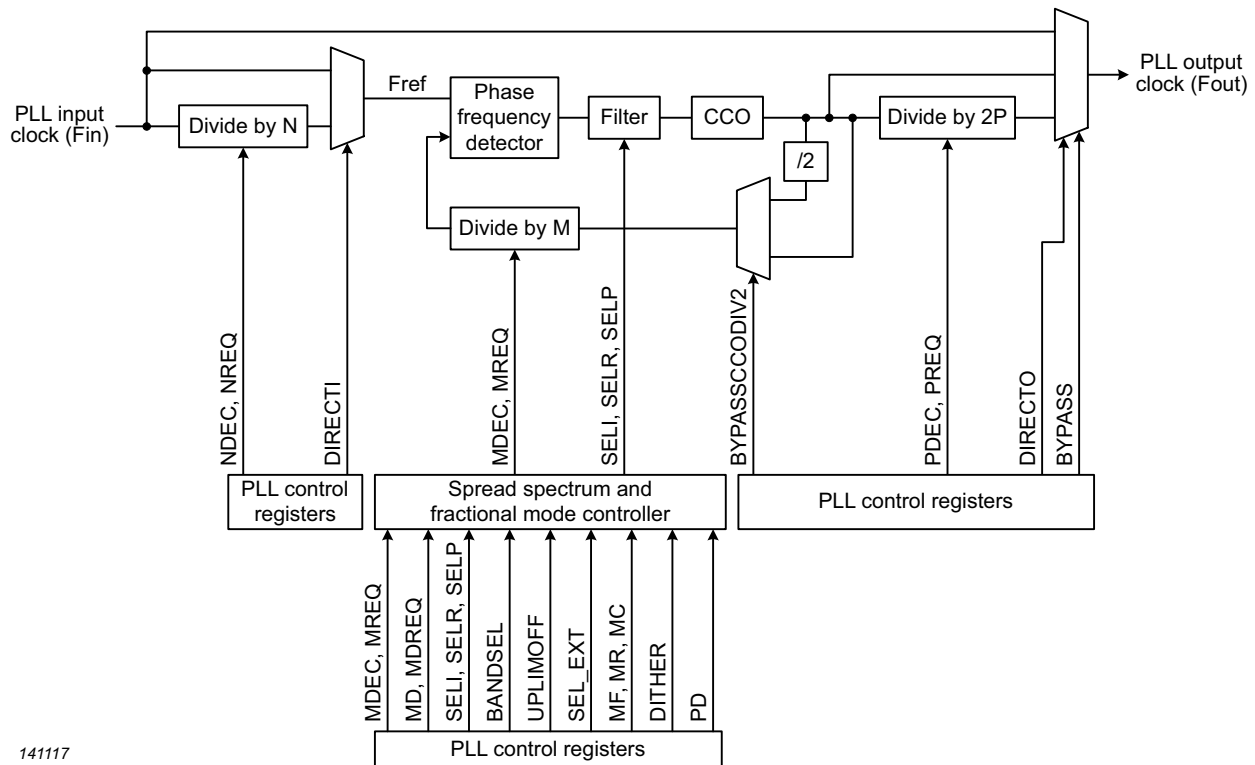 PLL output
clock (Fout)
Fref
PLL input
clock (Fin)
Divide by N
Phase
frequency
detector
Filter
CCO
Divide by 2P
/2
Divide by M
NDEC, NREQ
DIRECTI
MDEC, MREQ
SELI, SELR, SELP
BYPASSCCODIV2
PDEC, PREQ
DIRECTO
BYPASS
PLL control
registers
Spread spectrum and
fractional mode controller
PLL control registers
MDEC, MREQ
MD, MDREQ
SELI, SELR, SELP
BANDSEL
UPLIMOFF
SEL_EXT
MF, MR, MC
DITHER
PD
PLL control registers
141117